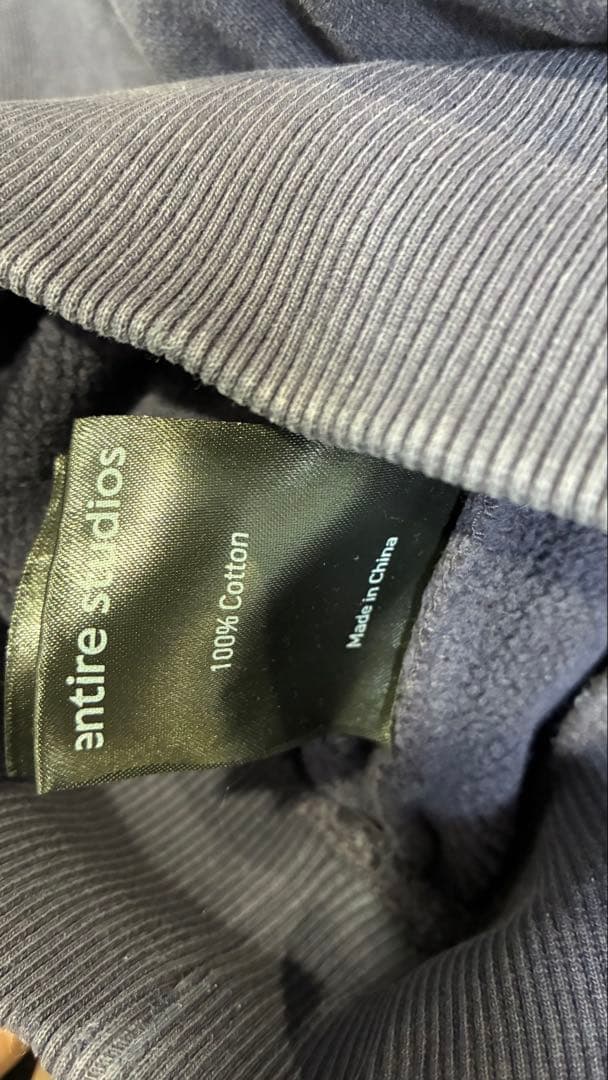 entire studios
100% Cotton
Made in China